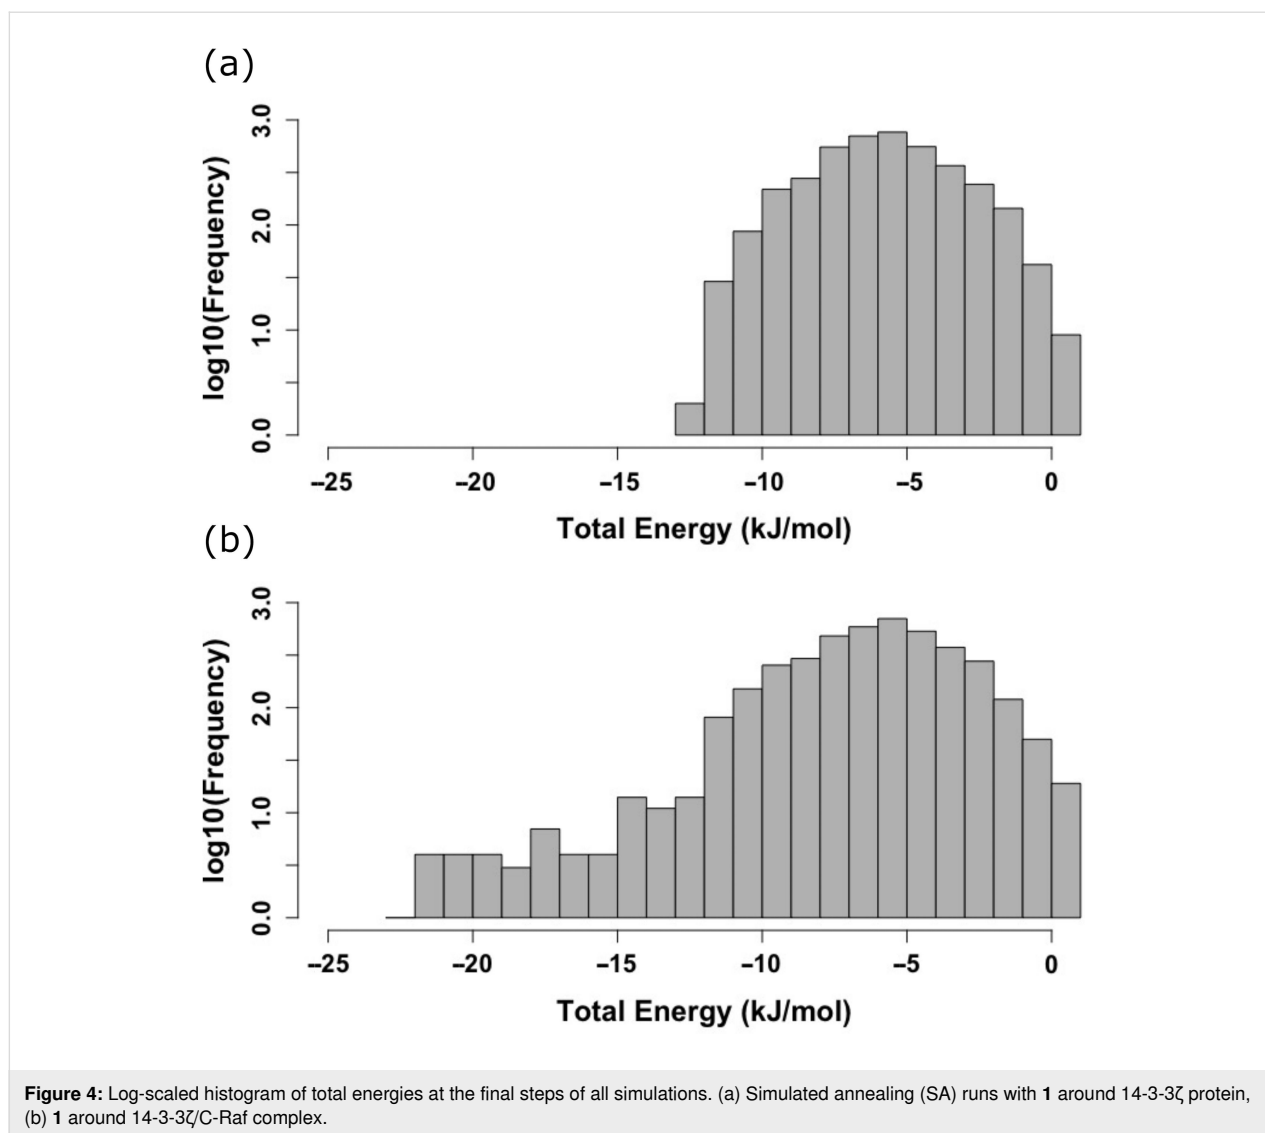 (a)
3.0
2.0
1.0
0.0
log10(Frequency)
–25 –20 –15 –10 –5 0
Total Energy (kJ/mol)
(b)
3.0
2.0
1.0
0.0
log10(Frequency)
–25 –20 –15 –10 –5 0
Total Energy (kJ/mol)
Figure 4: Log-scaled histogram of total energies at the final steps of all simulations. (a) Simulated annealing (SA) runs with 1 around 14-3-3ζ protein,
(b) 1 around 14-3-3ζ/C-Raf complex.